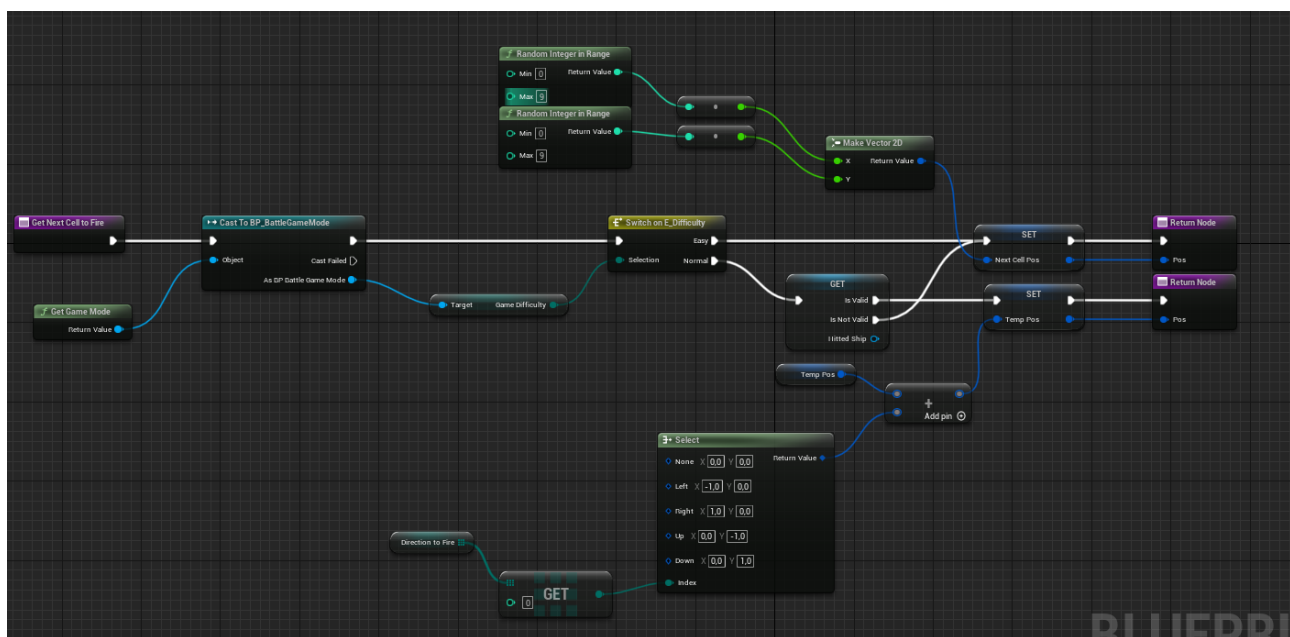 Random Integer in Range
Min 0 Return Value
Max 9
Random Integer in Range
Min 0 Return Value
Max 9
Make Vector 2D
X Return Value
Y
Get Next Cell to Fire
Cast To BP_BattleGameMode
Object Cast Failed
As BP Battle Game Mode
Get Game Mode
Return Value
Target Game Difficulty
Switch on E_Difficulty
Easy
Selection Normal
GET
Is Valid
Is Not Valid
Hitted Ship
SET
Next Cell Pos
Return Node
Pos
SET
Temp Pos
Return Node
Pos
Temp Pos
+
Add pin
Select
None X 0,0 Y 0,0 Return Value
Left X -1,0 Y 0,0
Right X 1,0 Y 0,0
Up X 0,0 Y -1,0
Down X 0,0 Y 1,0
Index
Direction to Fire
GET
0
BLUEPRI